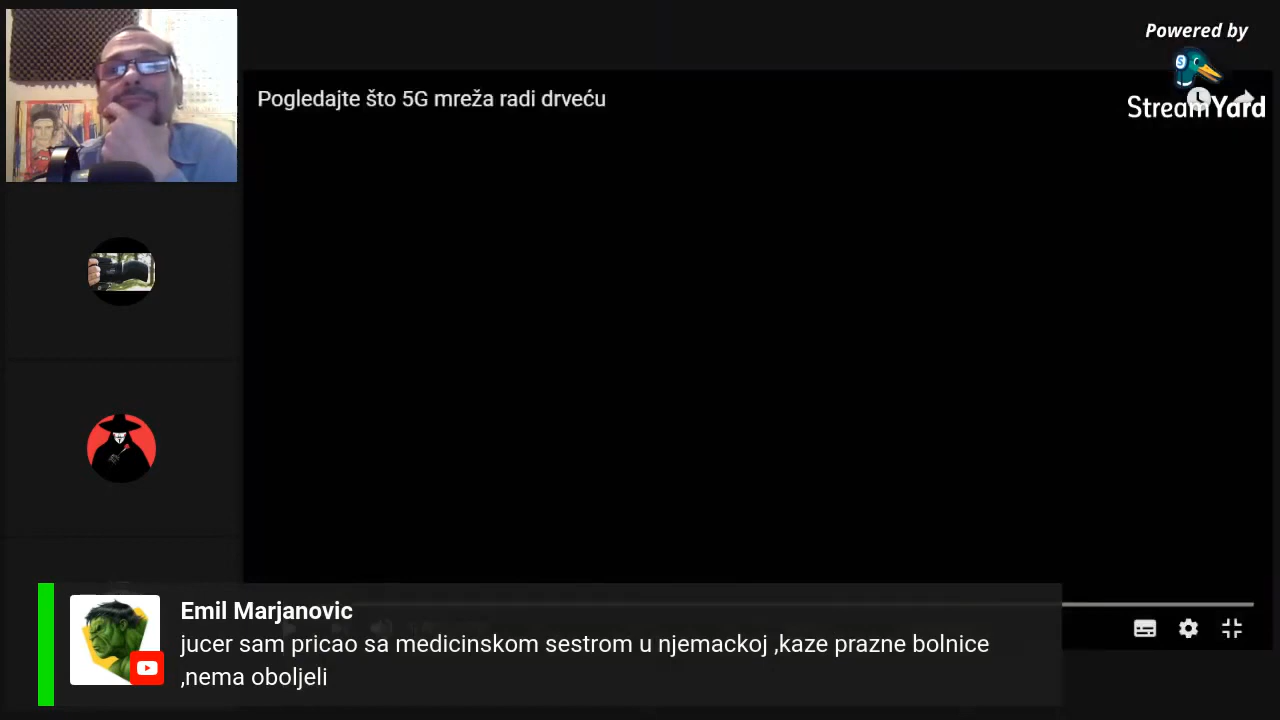 Powered by
StreamYard
Pogledajte što 5G mreža radi drveću
Emil Marjanovic
jucer sam pricao sa medicinskom sestrom u njemackoj ,kaze prazne bolnice
,nema oboljeli